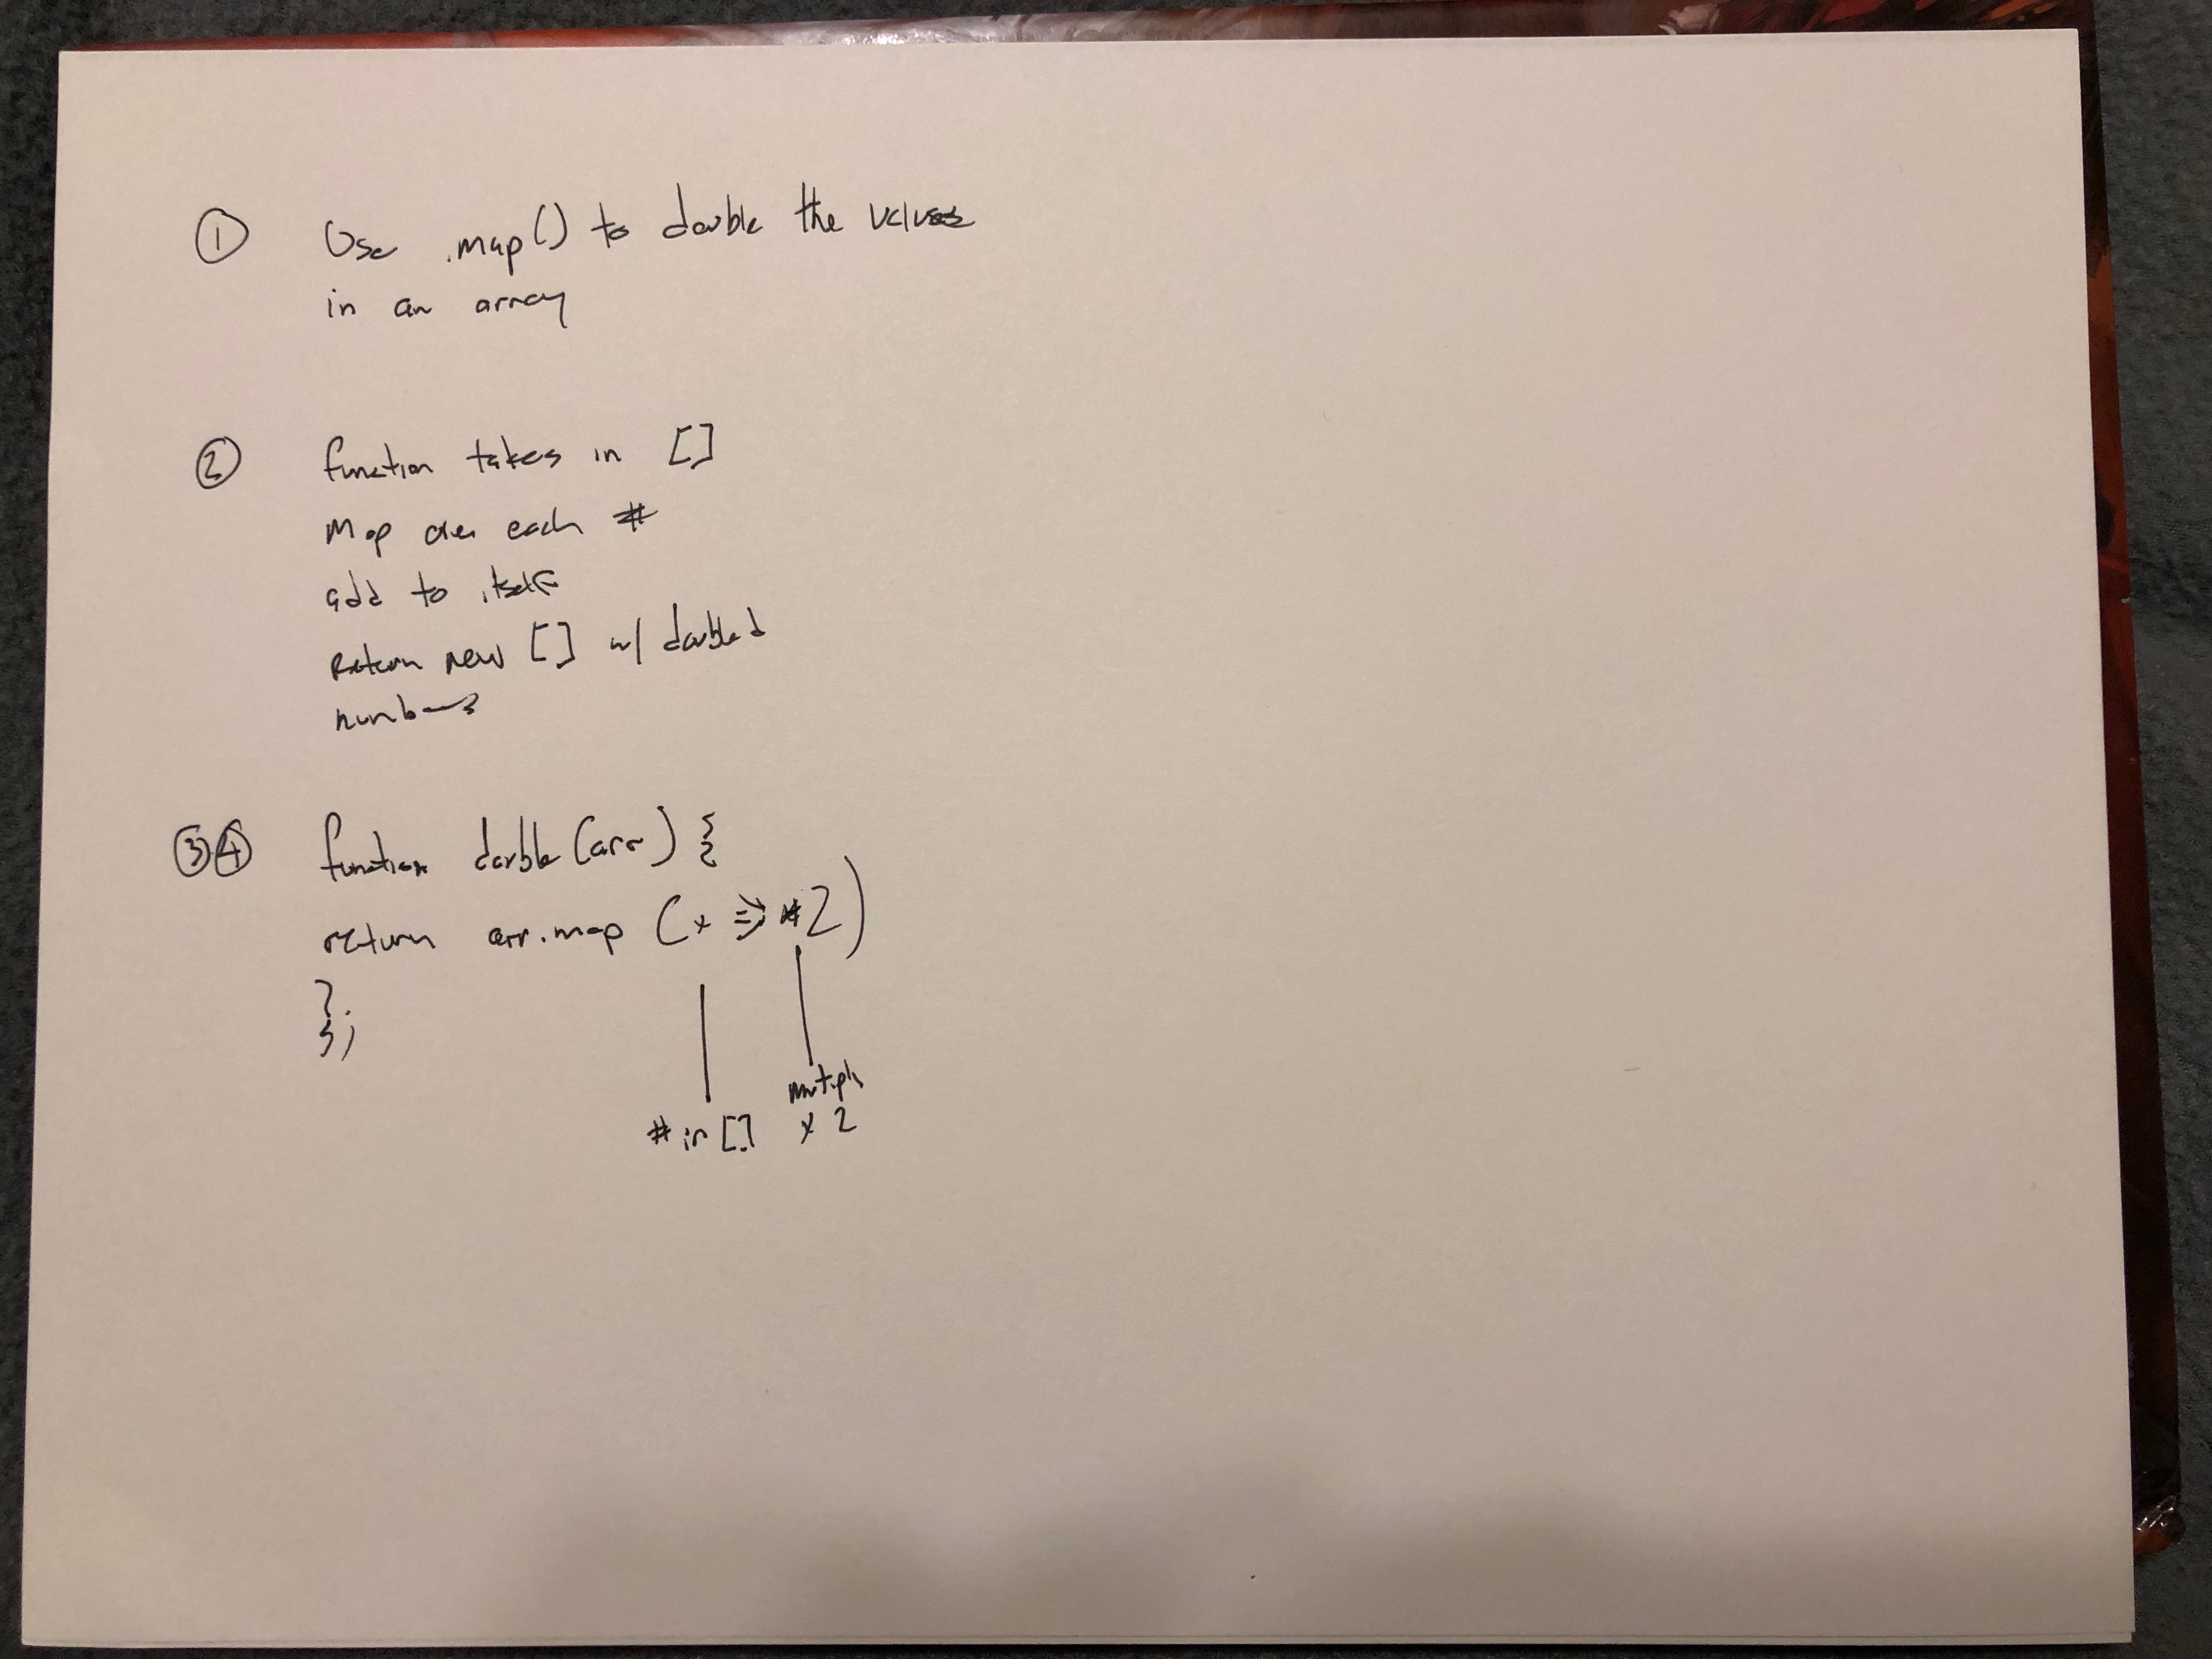 ① Use .map() to double the values
in an array
② function takes in []
Map over each #
add to itself
return new [] w/ doubled
numbers
③④ function double(arr) {
return arr.map (x => *2)
};
multiply
# in [] x 2